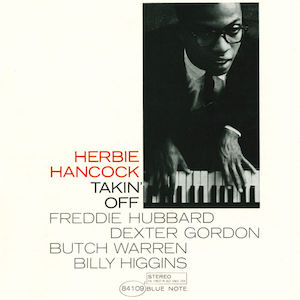 HERBIE
HANCOCK
TAKIN'
OFF
FREDDIE HUBBARD
DEXTER GORDON
BUTCH WARREN
BILLY HIGGINS
STEREO
84109 BLUE NOTE